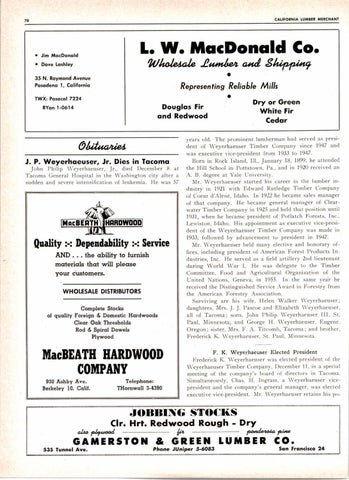 70
CALIFORNIA LUMBER MERCHANT
• Jim MacDonald
• Dave Lashley
35 N. Raymond Avenue
Pasadena 1, California
TWX: Pasacal 7224
RYan 1-0614
L. W. MacDonald Co.
Wholesale Lumber and Shipping
•
Representing Reliable Mills
•
Douglas Fir
and Redwood
Dry or Green
White Fir
Cedar
Obituaries
J. P. Weyerhaeuser, Jr. Dies in Tacoma
John Philip Weyerhaeuser, Jr., died December 8 at
Tacoma General Hospital in the Washington city after a
sudden and severe intensification of leukemia. He was 57
MacBEATH HARDWOOD
Quality :-: Dependability :-: Service
AND . . . the ability to furnish
materials that will please
your customers.
WHOLESALE DISTRIBUTORS
Complete Stocks
of quality Foreign & Domestic Hardwoods
Clear Oak Thresholds
Rod & Spiral Dowels
Plywood
MacBEATH HARDWOOD
COMPANY
930 Ashby Ave.
Berkeley 10, Calif.
Telephone:
THornwall 3-4390
years old. The prominent lumberman had served as presi-
dent of Weyerhaeuser Timber Company since 1947 and
was executive vice-president from 1933 to 1947.
Born in Rock Island, Ill., January 18, 1899, he attended
the Hill School in Pottstown, Pa., and in 1920 received an
A. B. degree at Yale University.
Mr. Weyerhaeuser started his career in the lumber in-
dustry in 1921 with Edward Rutledge Timber Company
of Coeur d'Alene, Idaho. In 1922 he became sales manager
of that company. He became general manager of Clear-
water Timber Company in 1925 and held that position until
1931, when he became president of Potlatch Forests, Inc.,
Lewiston, Idaho. His appointment as executive vice-presi-
dent of the Weyerhaeuser Timber Company was made in
1933, followed by advancement to president in 1947.
Mr. Weyerhaeuser held many elective and honorary of-
fices, including president of American Forest Products In-
dustries, Inc. He served as a field artillery 2nd lieutenant
during World War I. He was delegate to the Timber
Committee, Food and Agricultural Organization of the
United Nations, Geneva, in 1955. In the same year he
received the Distinguished Service Award in Forestry from
the American Forestry Association.
Surviving are his wife, Helen Walker Weyerhaeuser;
daughters, Mrs. J. J. Pascoe and Elizabeth Weyerhaeuser,
all of Tacoma; sons, John Philip Weyerhaeuser III, St.
Paul, Minnesota, and George H. Weyerhaeuser, Eugene,
Oregon; sister, Mrs. F. A. Titcomb, Tacoma; and brother,
Frederick K. Weyerhaeuser, St. Paul, Minnesota.
F. K. Weyerhaeuser Elected President
Frederick K. Weyerhaeuser was elected president of the
Weyerhaeuser Timber Company, December 11, in a special
meeting of the company's board of directors in Tacoma.
Simultaneously, Chas. H. Ingram, a Weyerhaeuser vice-
president and the company's general manager, was elected
executive vice-president. Mr. Weyerhaeuser retains his po-
JOBBING STOCKS
Clr. Hrt. Redwood Rough - Dry
also plywood
fir
ponderosa pine
GAMERSTON & GREEN LUMBER CO.
535 Tunnel Ave.
Phone JUniper 5-6083
San Francisco 24